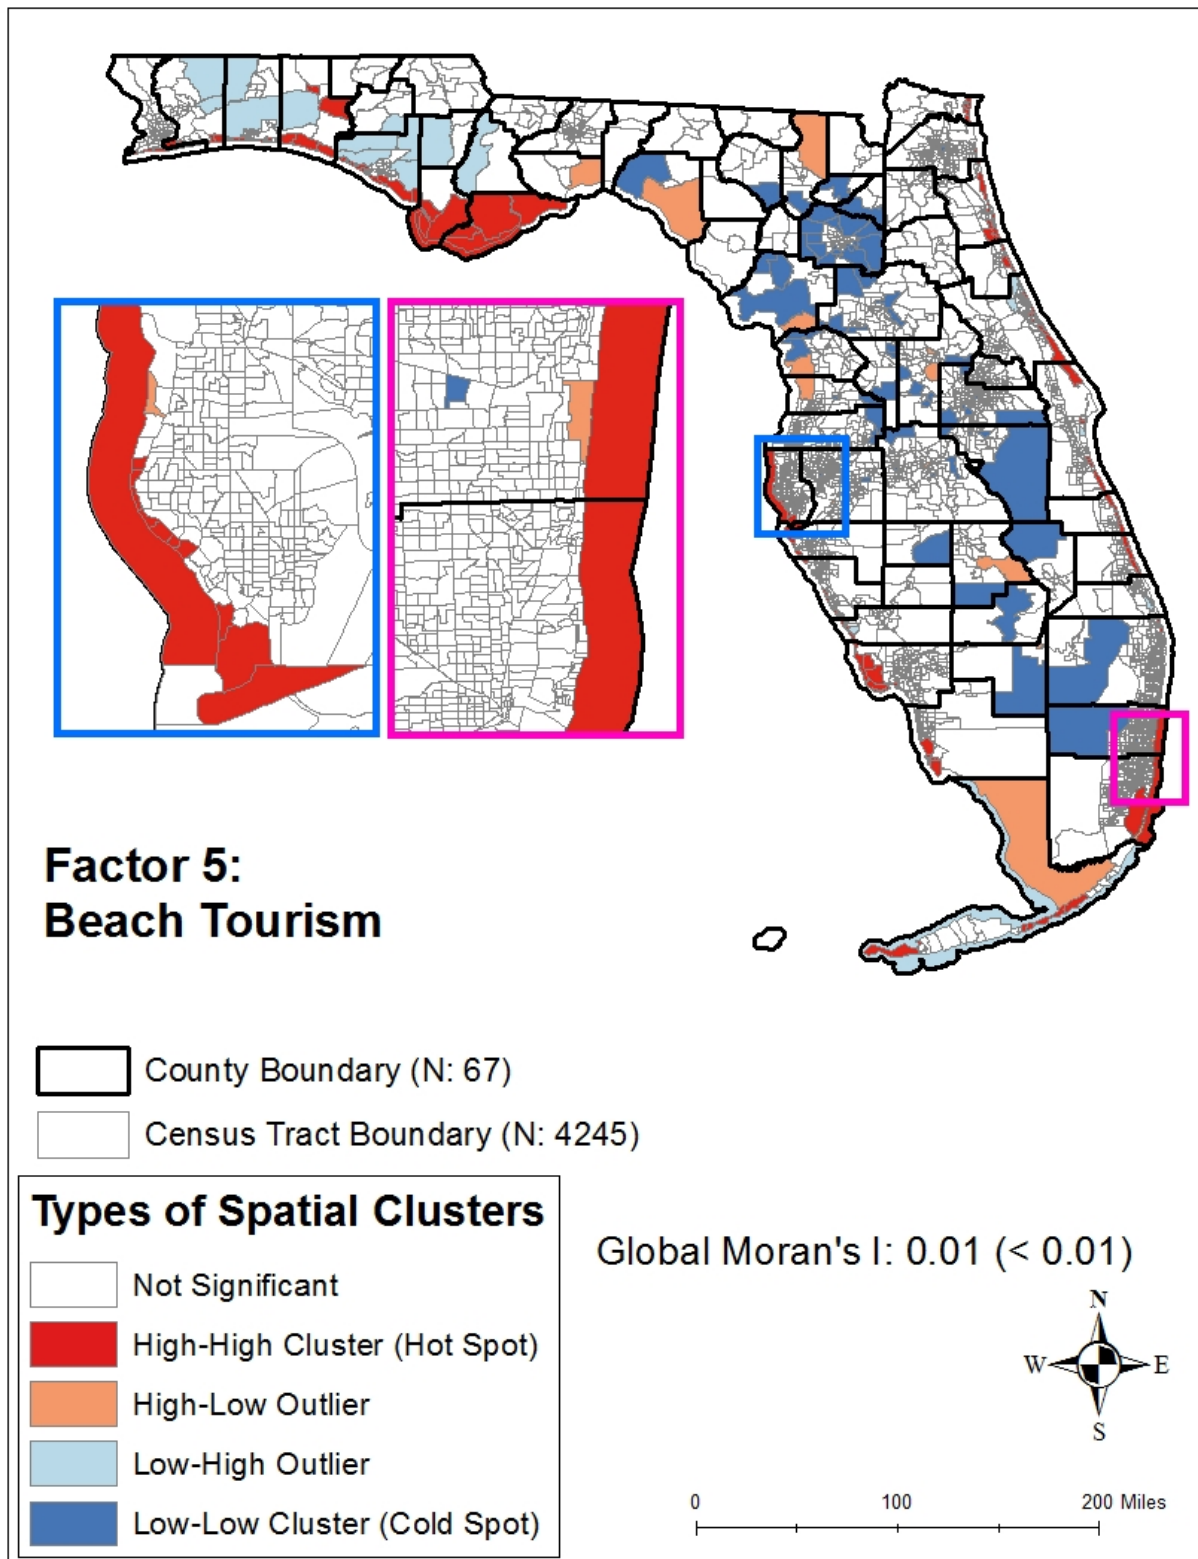 Factor 5:
Beach Tourism
County Boundary (N: 67)
Census Tract Boundary (N: 4245)
Types of Spatial Clusters
Not Significant
High-High Cluster (Hot Spot)
High-Low Outlier
Low-High Outlier
Low-Low Cluster (Cold Spot)
Global Moran's I: 0.01 (< 0.01)
N
W E
S
0 100 200 Miles